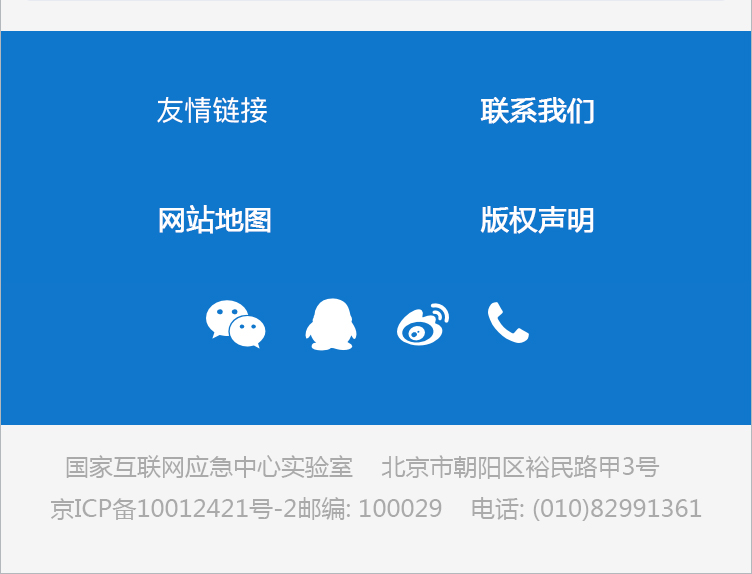 友情链接 联系我们
网站地图 版权声明
国家互联网应急中心实验室 北京市朝阳区裕民路甲3号
京ICP备10012421号-2邮编: 100029 电话: (010)82991361